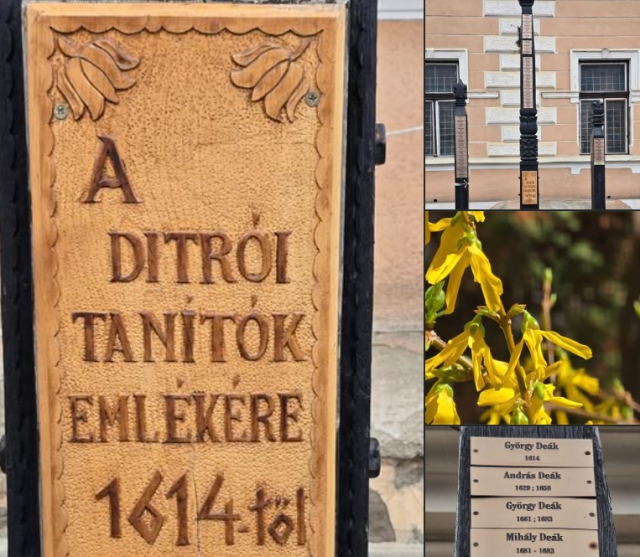 A
DITRÓI
TANÍTÓK
EMLÉKÉRE
1614-től
György Deák
1614
András Deák
1629 ; 1658
György Deák
1661 ; 1683
Mihály Deák
1681 - 1683